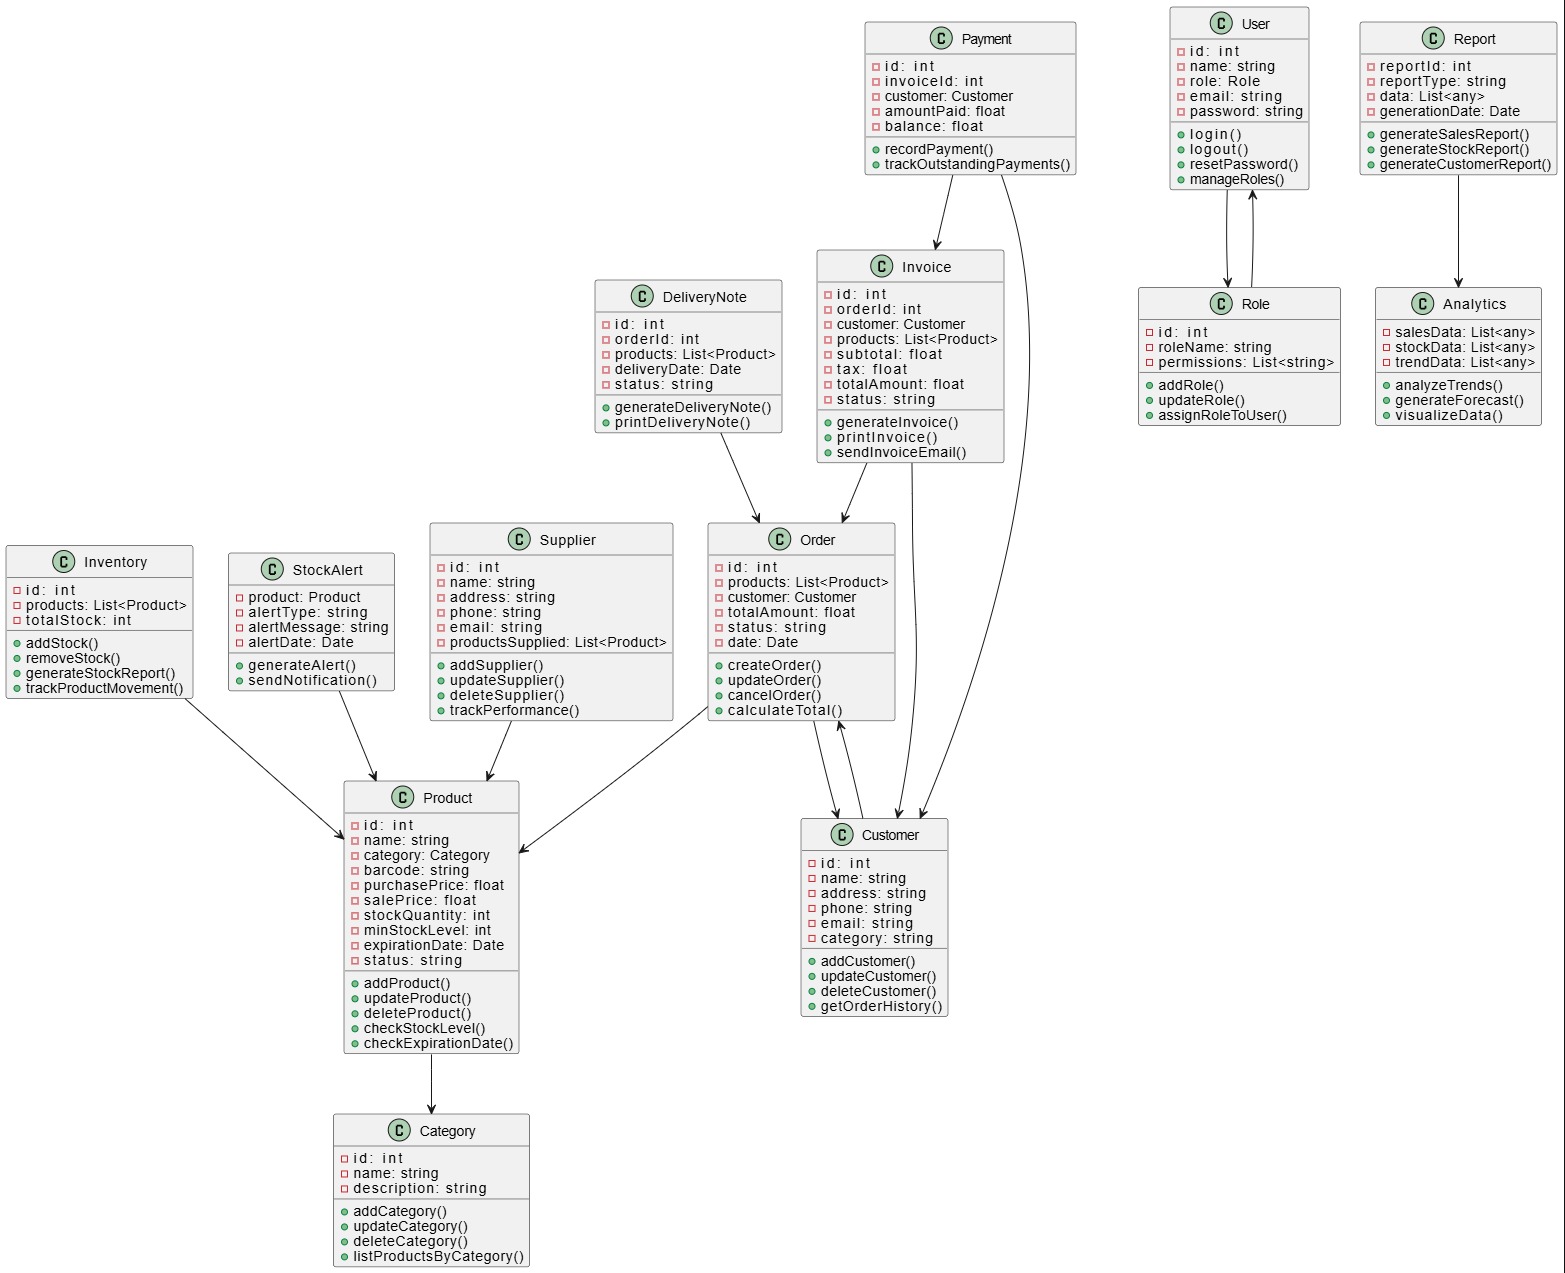 C Payment
id: int
invoiceId: int
customer: Customer
amountPaid: float
balance: float
recordPayment()
trackOutstandingPayments()
C User
id: int
name: string
role: Role
email: string
password: string
login()
logout()
resetPassword()
manageRoles()
C Report
reportId: int
reportType: string
data: List<any>
generationDate: Date
generateSalesReport()
generateStockReport()
generateCustomerReport()
C DeliveryNote
id: int
orderId: int
products: List<Product>
deliveryDate: Date
status: string
generateDeliveryNote()
printDeliveryNote()
C Invoice
id: int
orderId: int
customer: Customer
products: List<Product>
subtotal: float
tax: float
totalAmount: float
status: string
generateInvoice()
printInvoice()
sendInvoiceEmail()
C Role
id: int
roleName: string
permissions: List<string>
addRole()
updateRole()
assignRoleToUser()
C Analytics
salesData: List<any>
stockData: List<any>
trendData: List<any>
analyzeTrends()
generateForecast()
visualizeData()
C Inventory
id: int
products: List<Product>
totalStock: int
addStock()
removeStock()
generateStockReport()
trackProductMovement()
C StockAlert
product: Product
alertType: string
alertMessage: string
alertDate: Date
generateAlert()
sendNotification()
C Supplier
id: int
name: string
address: string
phone: string
email: string
productsSupplied: List<Product>
addSupplier()
updateSupplier()
deleteSupplier()
trackPerformance()
C Order
id: int
products: List<Product>
customer: Customer
totalAmount: float
status: string
date: Date
createOrder()
updateOrder()
cancelOrder()
calculateTotal()
C Product
id: int
name: string
category: Category
barcode: string
purchasePrice: float
salePrice: float
stockQuantity: int
minStockLevel: int
expirationDate: Date
status: string
addProduct()
updateProduct()
deleteProduct()
checkStockLevel()
checkExpirationDate()
C Customer
id: int
name: string
address: string
phone: string
email: string
category: string
addCustomer()
updateCustomer()
deleteCustomer()
getOrderHistory()
C Category
id: int
name: string
description: string
addCategory()
updateCategory()
deleteCategory()
listProductsByCategory()